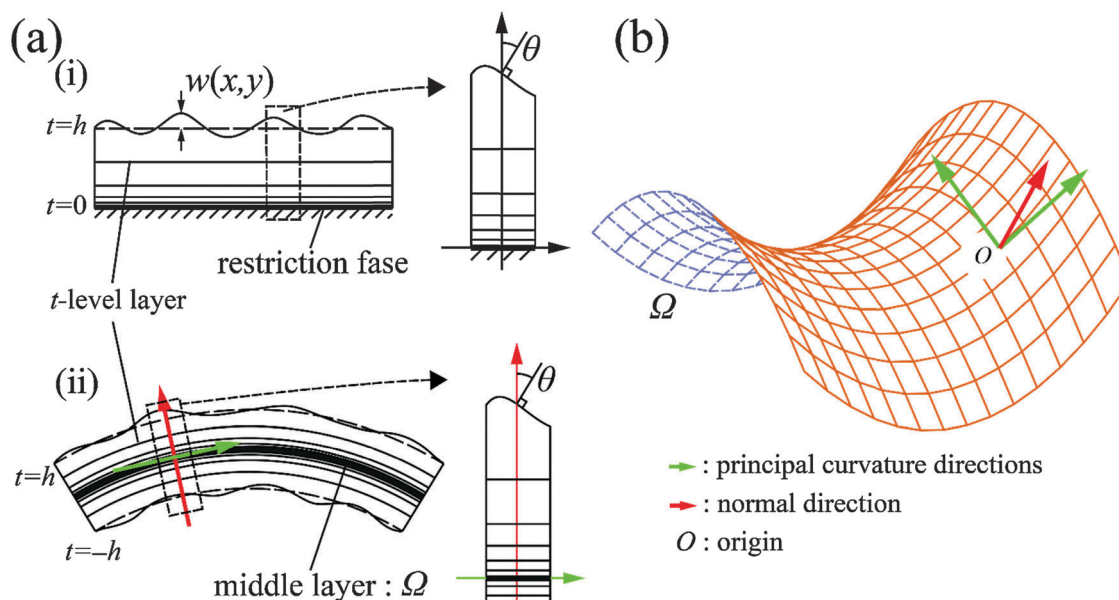 (a)
(i)
w(x,y)
θ
t=h
t=0
restriction fase
t-level layer
(ii)
θ
t=h
t=–h
middle layer : Ω
(b)
O
Ω
: principal curvature directions
: normal direction
O : origin